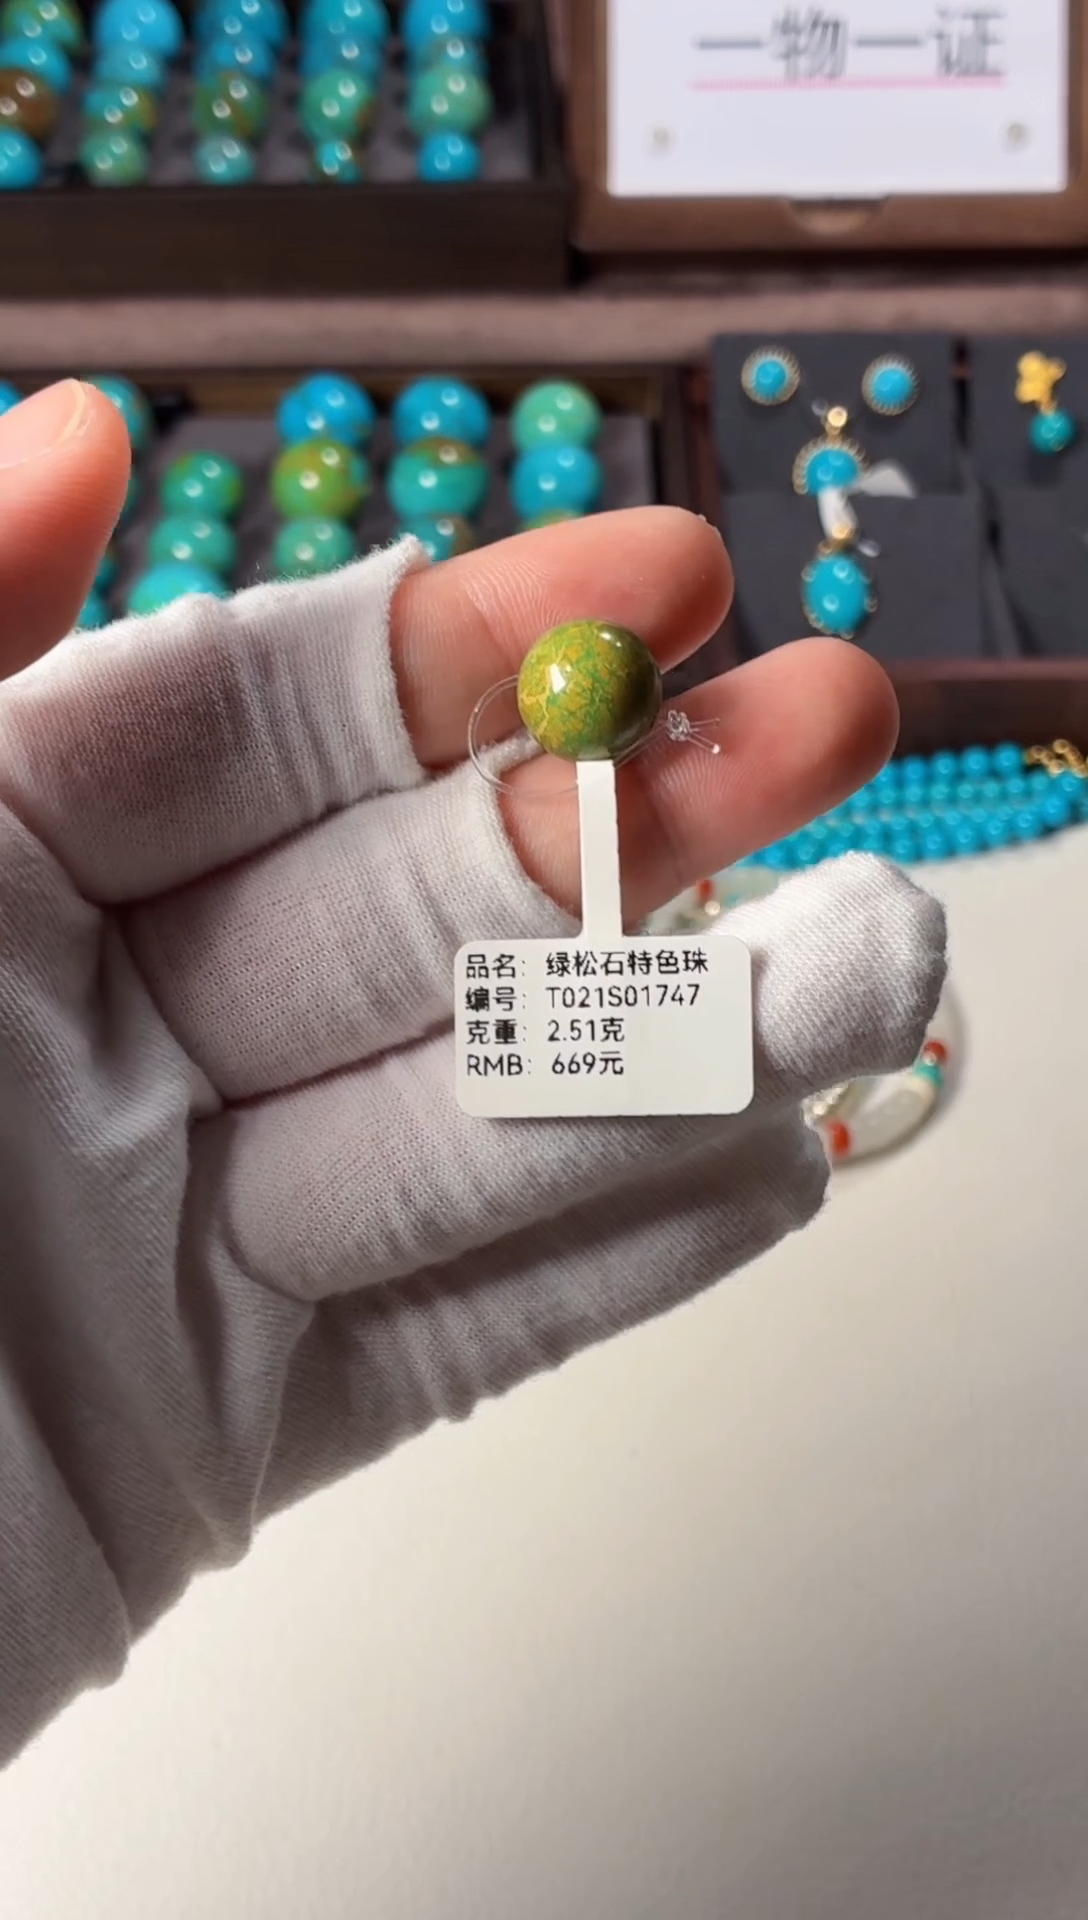 一物一证
品名: 绿松石特色珠
编号: T021S01747
克重: 2.51克
RMB: 669元